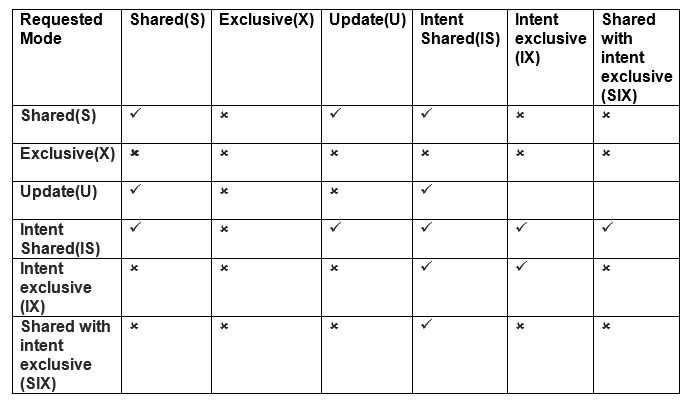 Requested Mode Shared(S) Exclusive(X) Update(U) Intent Shared(IS) Intent exclusive (IX) Shared with intent exclusive (SIX)
Shared(S) ✓ × ✓ ✓ × ×
Exclusive(X) × × × × × ×
Update(U) ✓ × × ✓
Intent Shared(IS) ✓ × ✓ ✓ ✓ ✓
Intent exclusive (IX) × × × ✓ ✓ ×
Shared with intent exclusive (SIX) × × × ✓ × ×